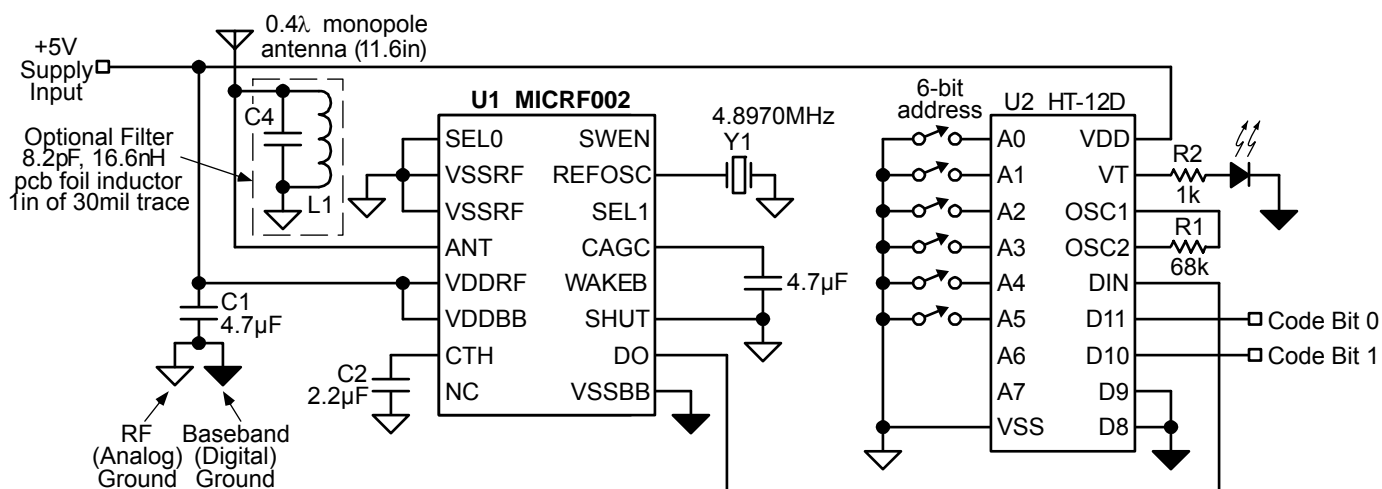 0.4λ monopole
antenna (11.6in)
+5V
Supply
Input
Optional Filter
8.2pF, 16.6nH
pcb foil inductor
1in of 30mil trace
C4
L1
C1
4.7µF
RF
(Analog)
Ground
Baseband
(Digital)
Ground
C2
2.2µF
U1 MICRF002
SEL0
VSSRF
VSSRF
ANT
VDDRF
VDDBB
CTH
NC
SWEN
REFOSC
SEL1
CAGC
WAKEB
SHUT
DO
VSSBB
4.8970MHz
Y1
4.7µF
6-bit
address
U2 HT-12D
A0
A1
A2
A3
A4
A5
A6
A7
VSS
VDD
VT
OSC1
OSC2
DIN
D11
D10
D9
D8
R2
1k
R1
68k
Code Bit 0
Code Bit 1